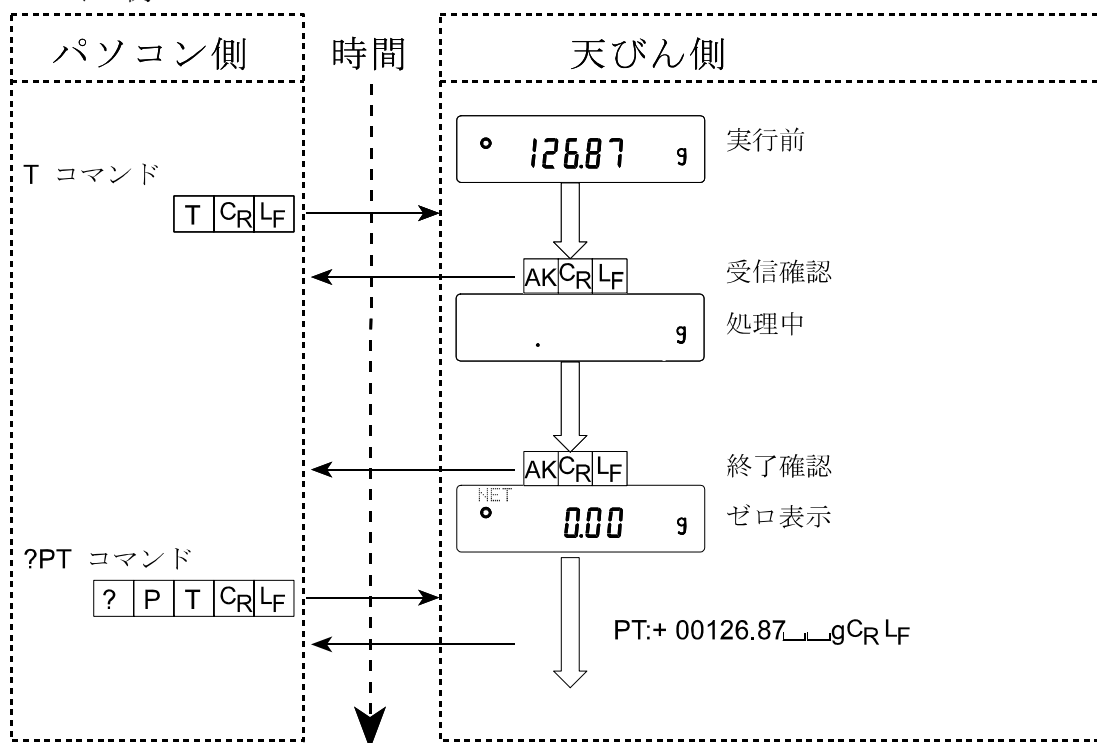 パソコン側
時間
天びん側
126.87 g
実行前
T コマンド
T CR LF
AK CR LF
受信確認
. g
処理中
AK CR LF
終了確認
NET
0.00 g
ゼロ表示
?PT コマンド
? P T CR LF
PT:+ 00126.87␣␣gCR LF